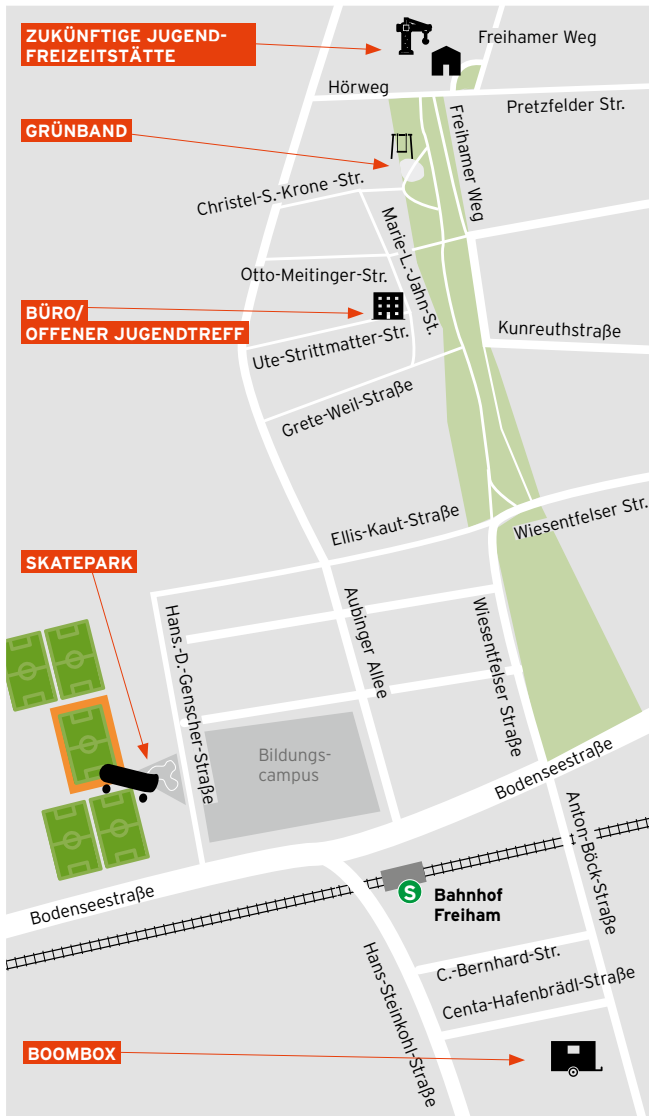 ZUKÜNFTIGE JUGEND-
FREIZEITSTÄTTE
Freihamer Weg
Hörweg
Pretzfelder Str.
GRÜNBAND
Freihamer Weg
Christel-S.-Krone -Str.
Marie-L.-Jahn-St.
Otto-Meitinger-Str.
BÜRO/
OFFENER JUGENDTREFF
Kunreuthstraße
Ute-Strittmatter-Str.
Grete-Weil-Straße
Ellis-Kaut-Straße
Wiesentfelser Str.
SKATEPARK
Hans.-D.-Genscher-Straße
Aubinger Allee
Wiesentfelser Straße
Bildungs-
campus
Bodenseestraße
Anton-Böck-Straße
Bodenseestraße
S
Bahnhof
Freiham
Hans-Steinkohl-Straße
C.-Bernhard-Str.
Centa-Hafenbrädl-Straße
BOOMBOX